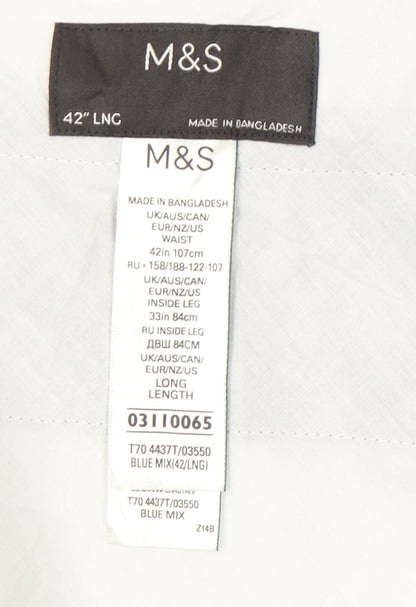 M&S
42" LNG
MADE IN BANGLADESH
M&S
MADE IN BANGLADESH
UK/AUS/CAN/
EUR/NZ/US
WAIST
42in 107cm
RU • 158/188-122-107
UK/AUS/CAN/
EUR/NZ/US
INSIDE LEG
33in 84cm
RU INSIDE LEG
ДВШ 84CM
UK/AUS/CAN/
EUR/NZ/US
LONG
LENGTH
03110065
T70 4437T/03550
BLUE MIX(42/LNG)
T70 4437T/03550
BLUE MIX
Z14B